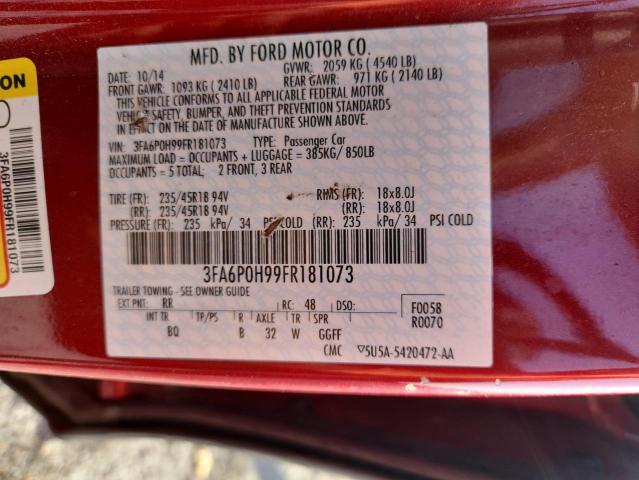 MFD. BY FORD MOTOR CO.
DATE: 10/14
GVWR: 2059 KG ( 4540 LB)
FRONT GAWR: 1093 KG ( 2410 LB)
REAR GAWR: 971 KG ( 2140 LB)
THIS VEHICLE CONFORMS TO ALL APPLICABLE FEDERAL MOTOR
VEHICLE SAFETY, BUMPER, AND THEFT PREVENTION STANDARDS
IN EFFECT ON THE DATE OF MANUFACTURE SHOWN ABOVE.
VIN: 3FA6P0H99FR181073
TYPE: Passenger Car
MAXIMUM LOAD = OCCUPANTS + LUGGAGE = 385KG/ 850LB
OCCUPANTS = 5 TOTAL; 2 FRONT, 3 REAR
TIRE (FR): 235/45R18 94V RIMS (FR): 18x8.0J
(RR): 235/45R18 94V (RR): 18x8.0J
PRESSURE (FR): 235 kPa/ 34 PSI COLD (RR): 235 kPa/ 34 PSI COLD
3FA6P0H99FR181073
TRAILER TOWING - SEE OWNER GUIDE
EXT PNT: RR RC: 48 DSO:
F0058
R0070
INT TR TP/PS R AXLE TR SPR
BQ B 32 W GGFF
CMC ▽5U5A-5420472-AA
ON
3FA6P0H99FR181073